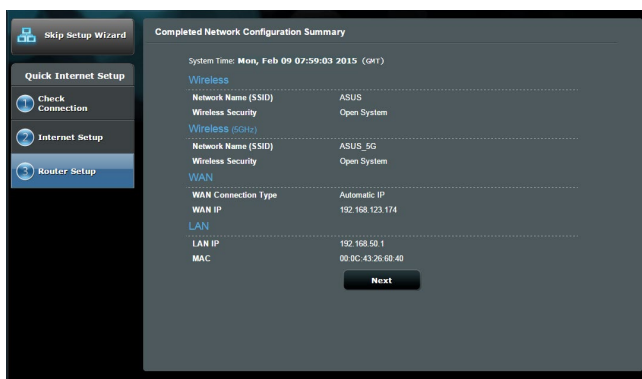 Skip Setup Wizard
Quick Internet Setup
1 Check Connection
2 Internet Setup
3 Router Setup
Completed Network Configuration Summary
System Time: Mon, Feb 09 07:59:03 2015 (GMT)
Wireless
Network Name (SSID) ASUS
Wireless Security Open System
Wireless (5GHz)
Network Name (SSID) ASUS_5G
Wireless Security Open System
WAN
WAN Connection Type Automatic IP
WAN IP 192.168.123.174
LAN
LAN IP 192.168.50.1
MAC 00:0C:43:26:60:40
Next